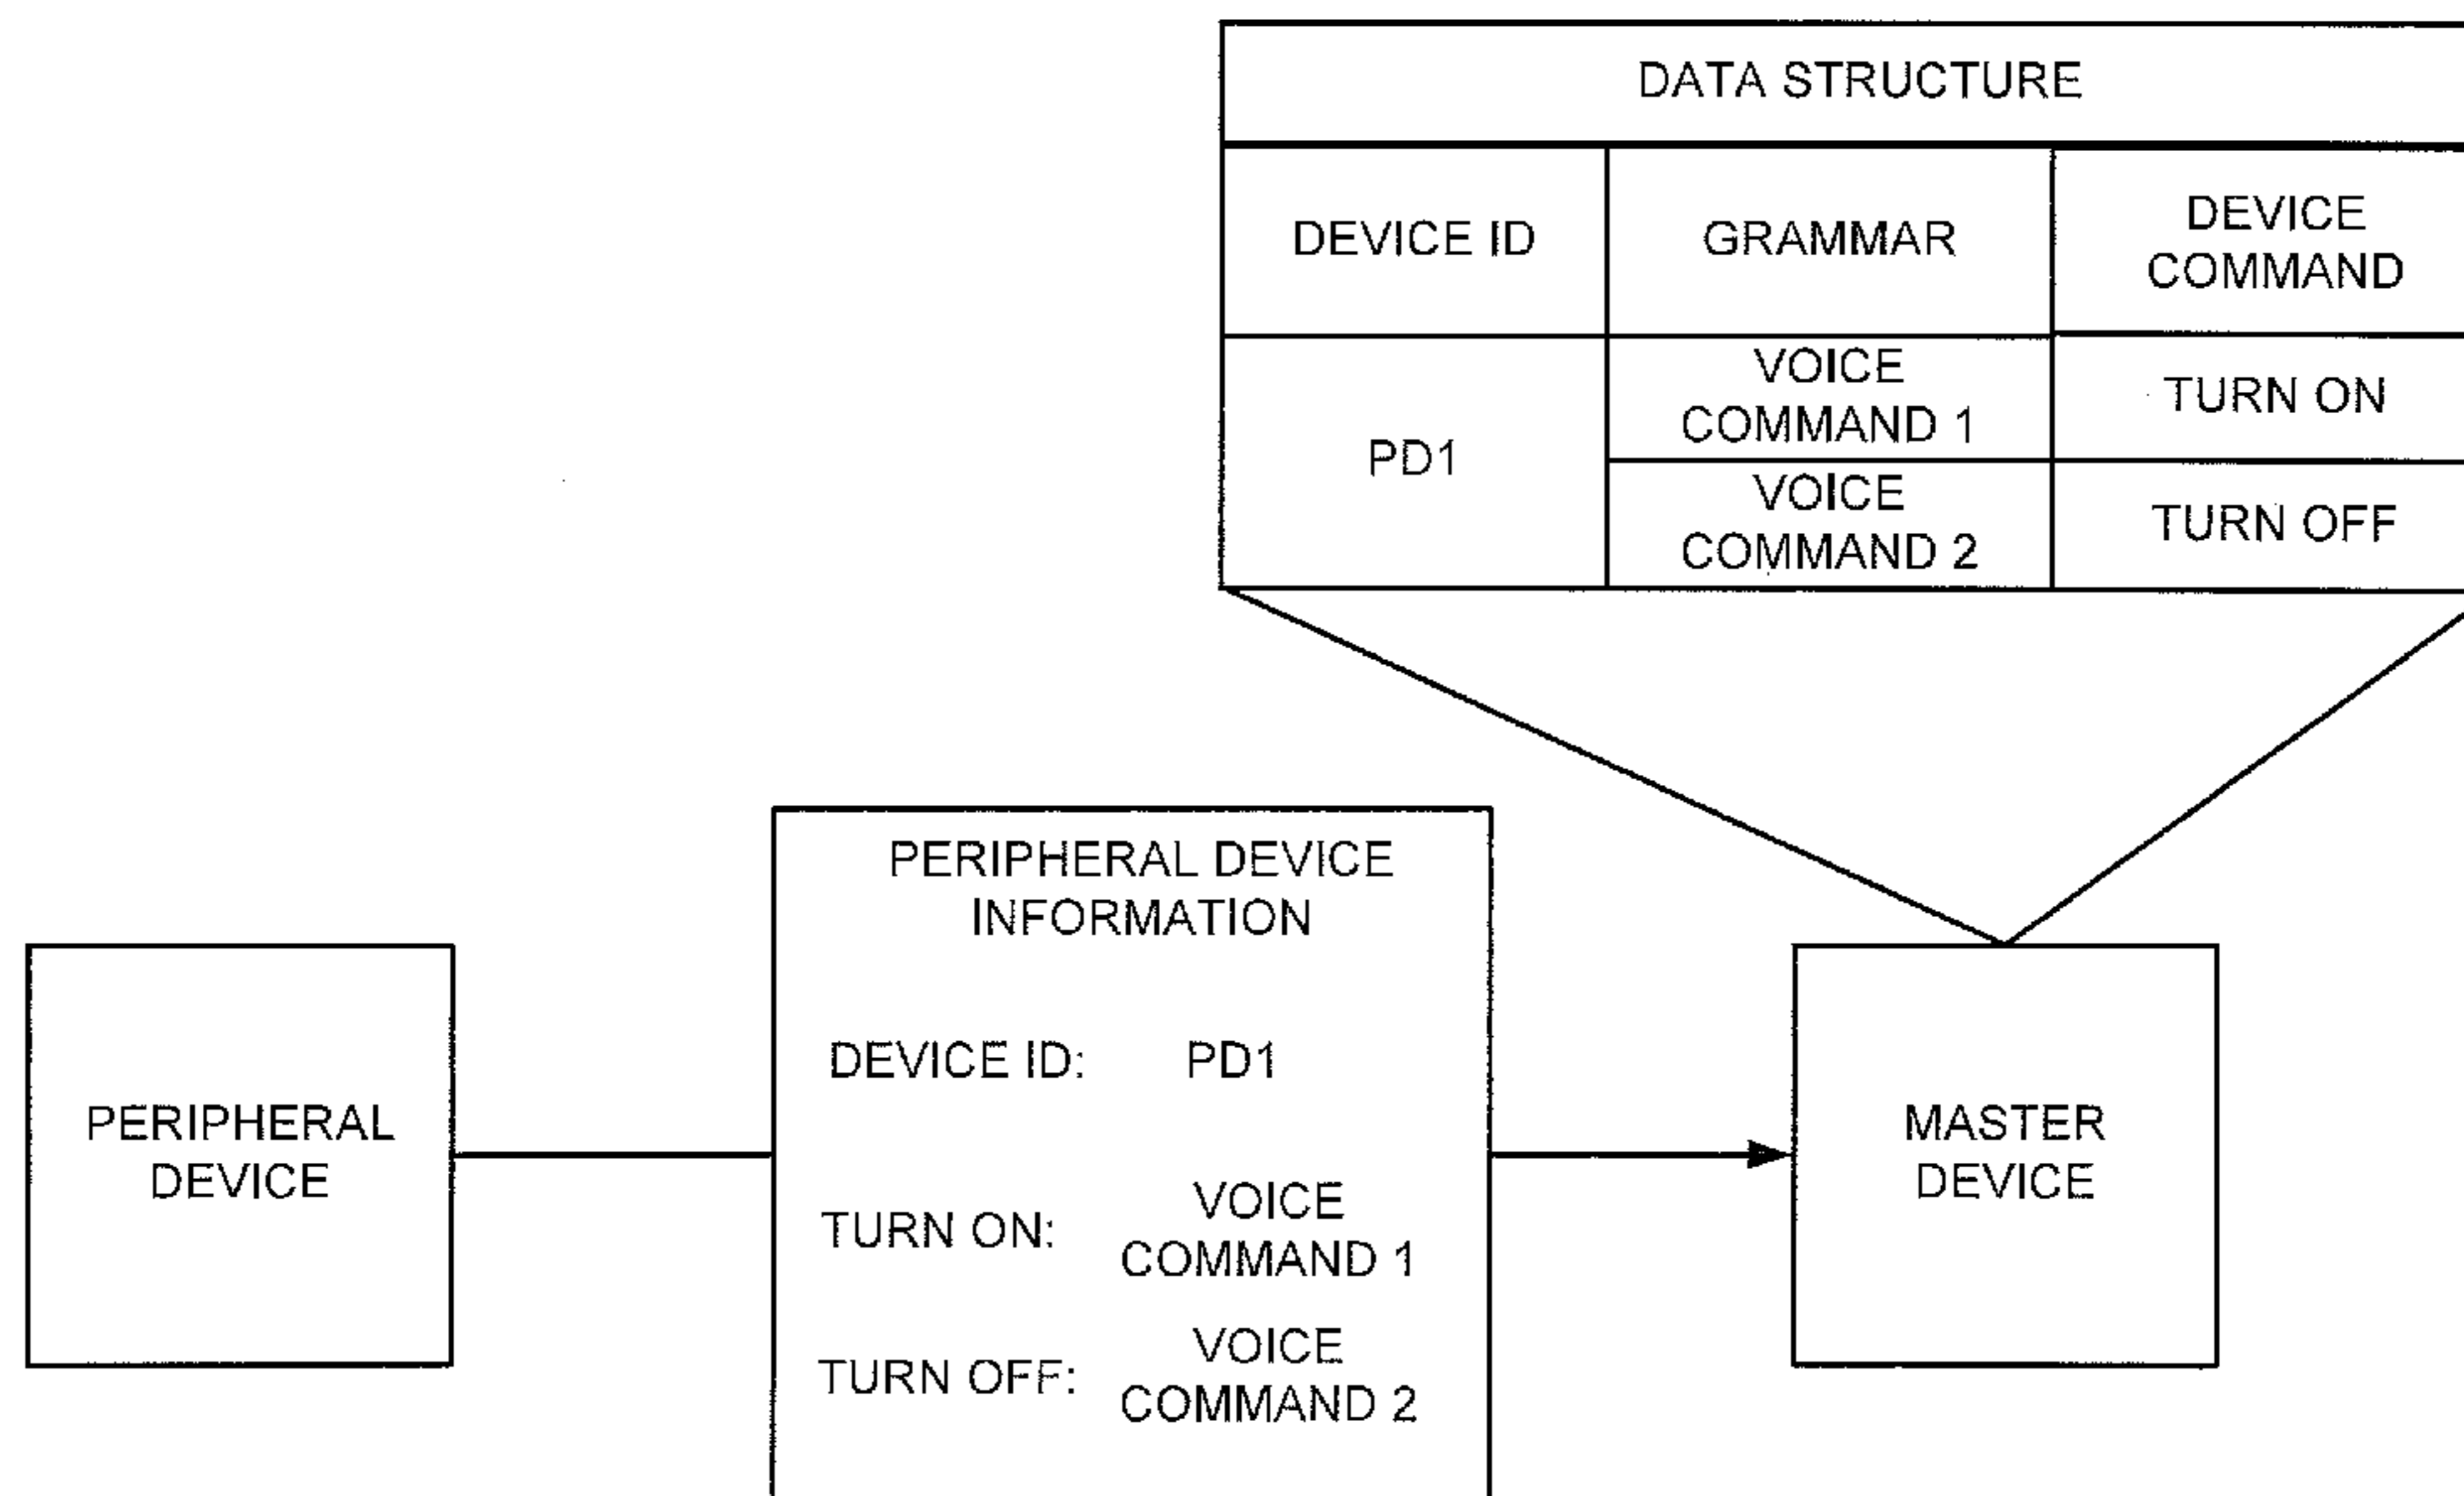 DATA STRUCTURE
DEVICE ID
GRAMMAR
DEVICE
COMMAND
PD1
VOICE
COMMAND 1
TURN ON
VOICE
COMMAND 2
TURN OFF
PERIPHERAL
DEVICE
PERIPHERAL DEVICE
INFORMATION
DEVICE ID: PD1
TURN ON:
VOICE
COMMAND 1
TURN OFF:
VOICE
COMMAND 2
MASTER
DEVICE